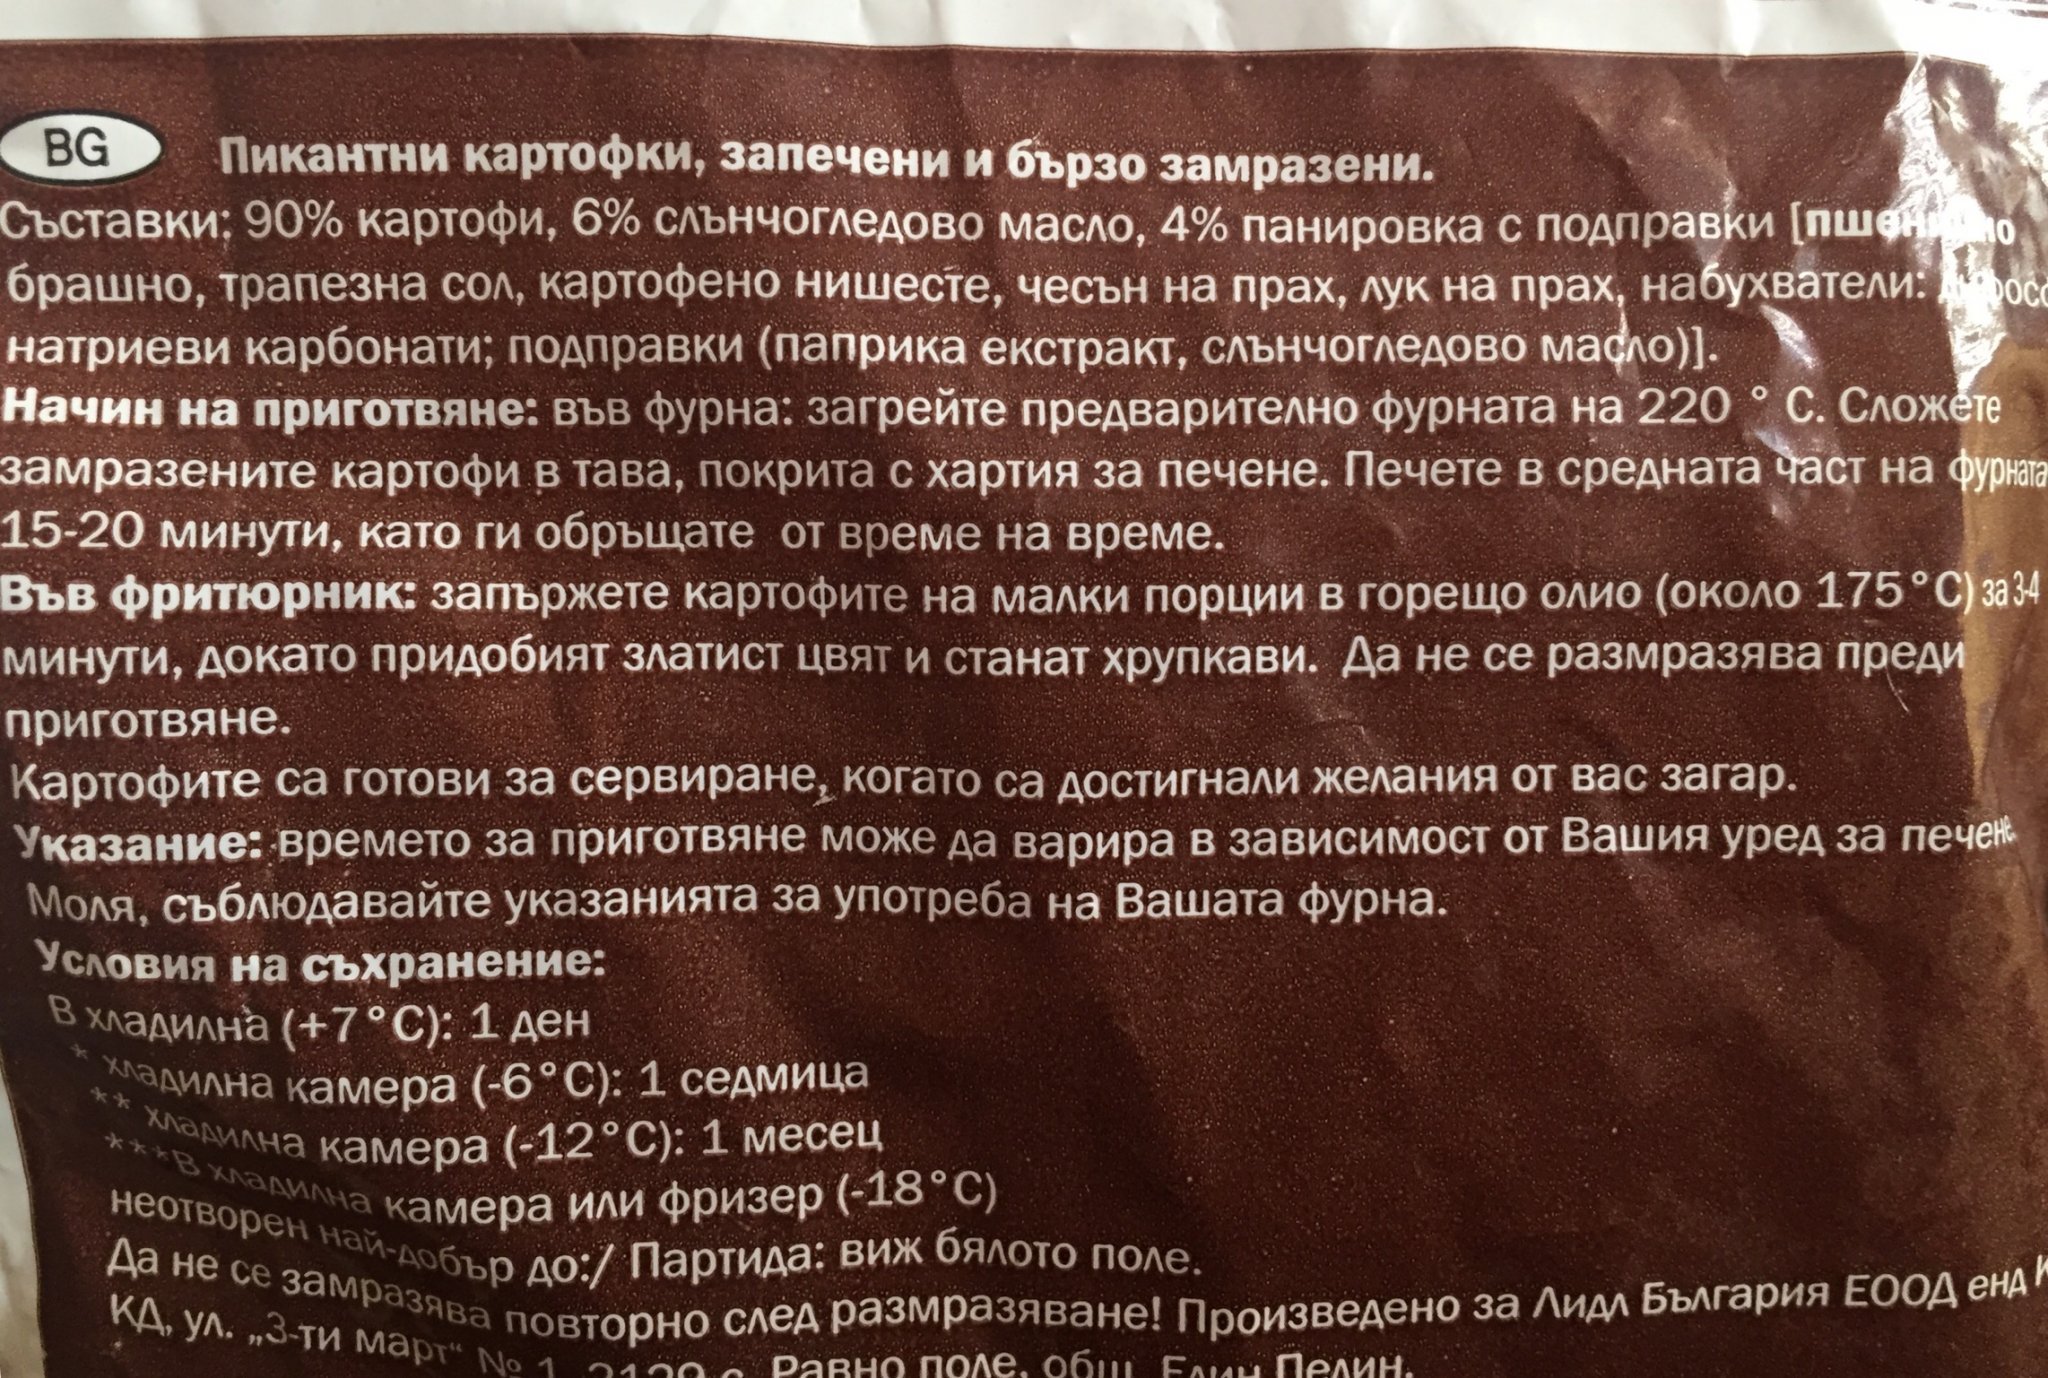 BG
Пикантни картофки, запечени и бързо замразени.
Съставки: 90% картофи, 6% слънчогледово масло, 4% панировка с подправки [пшенично
брашно, трапезна сол, картофено нишесте, чесън на прах, лук на прах, набухватели:
натриеви карбонати; подправки (паприка екстракт, слънчогледово масло)].
Начин на приготвяне: във фурна: загрейте предварително фурната на 220 ° C. Сложете
замразените картофи в тава, покрита с хартия за печене. Печете в средната част на фурната
15-20 минути, като ги обръщате от време на време.
Във фритюрник: запържете картофите на малки порции в горещо олио (около 175°C) за 3-4
минути, докато придобият златист цвят и станат хрупкави. Да не се размразява преди
приготвяне.
Картофите са готови за сервиране, когато са достигнали желания от вас загар.
Указание: времето за приготвяне може да варира в зависимост от Вашия уред за печене.
Моля, съблюдавайте указанията за употреба на Вашата фурна.
Условия на съхранение:
В хладилна (+7°C): 1 ден
* хладилна камера (-6°C): 1 седмица
** хладилна камера (-12°C): 1 месец
***В хладилна камера или фризер (-18°C)
неотворен най-добър до:/ Партида: виж бялото поле.
Да не се замразява повторно след размразяване! Произведено за Лидл България ЕООД енд
КД, ул. „3-ти март“ № 1, 2129 с. Равно поле, общ. Елин Пелин.